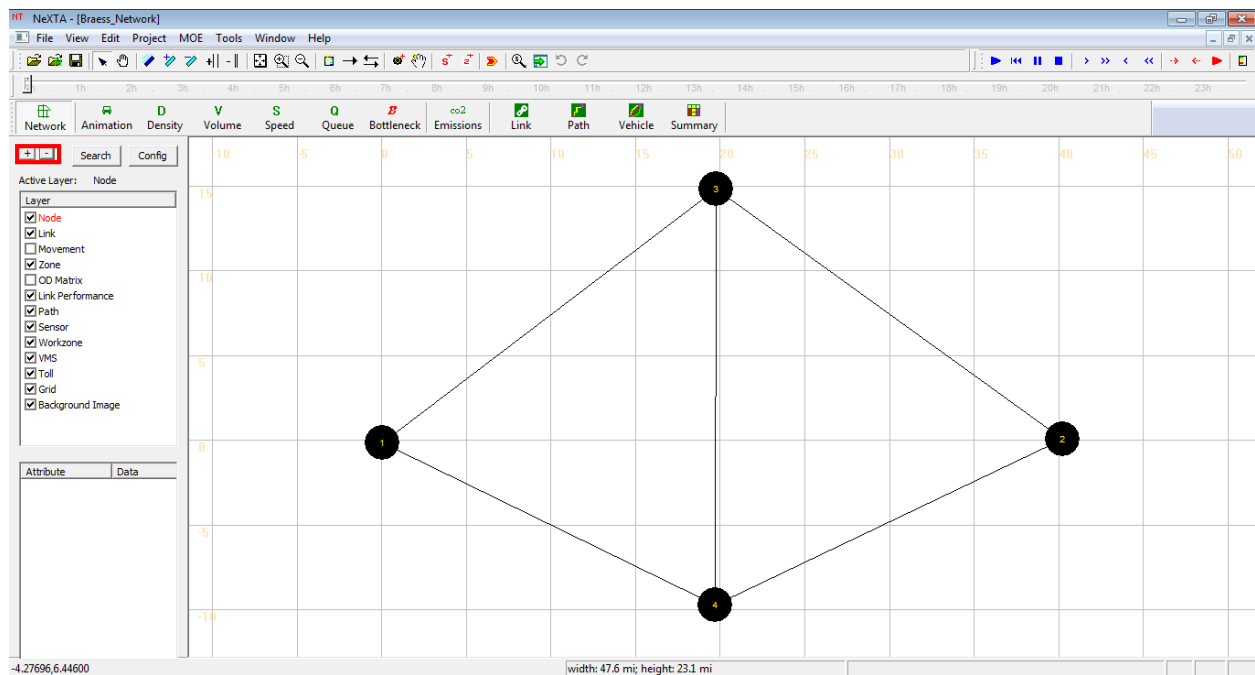 NeXTA - [Braess_Network]
File View Edit Project MOE Tools Window Help
1h 2h 3h 4h 5h 6h 7h 8h 9h 10h 11h 12h 13h 14h 15h 16h 17h 18h 19h 20h 21h 22h 23h
Network Animation Density Volume Speed Queue Bottleneck Emissions Link Path Vehicle Summary
+ - Search Config
Active Layer: Node
Layer
Node
Link
Movement
Zone
OD Matrix
Link Performance
Path
Sensor
Workzone
VMS
Toll
Grid
Background Image
Attribute Data
-10 -5 0 5 10 15 20 25 30 35 40 45 50
15
10
5
0
-5
-10
3
1
2
4
-4.27696,6.44600
width: 47.6 mi; height: 23.1 mi